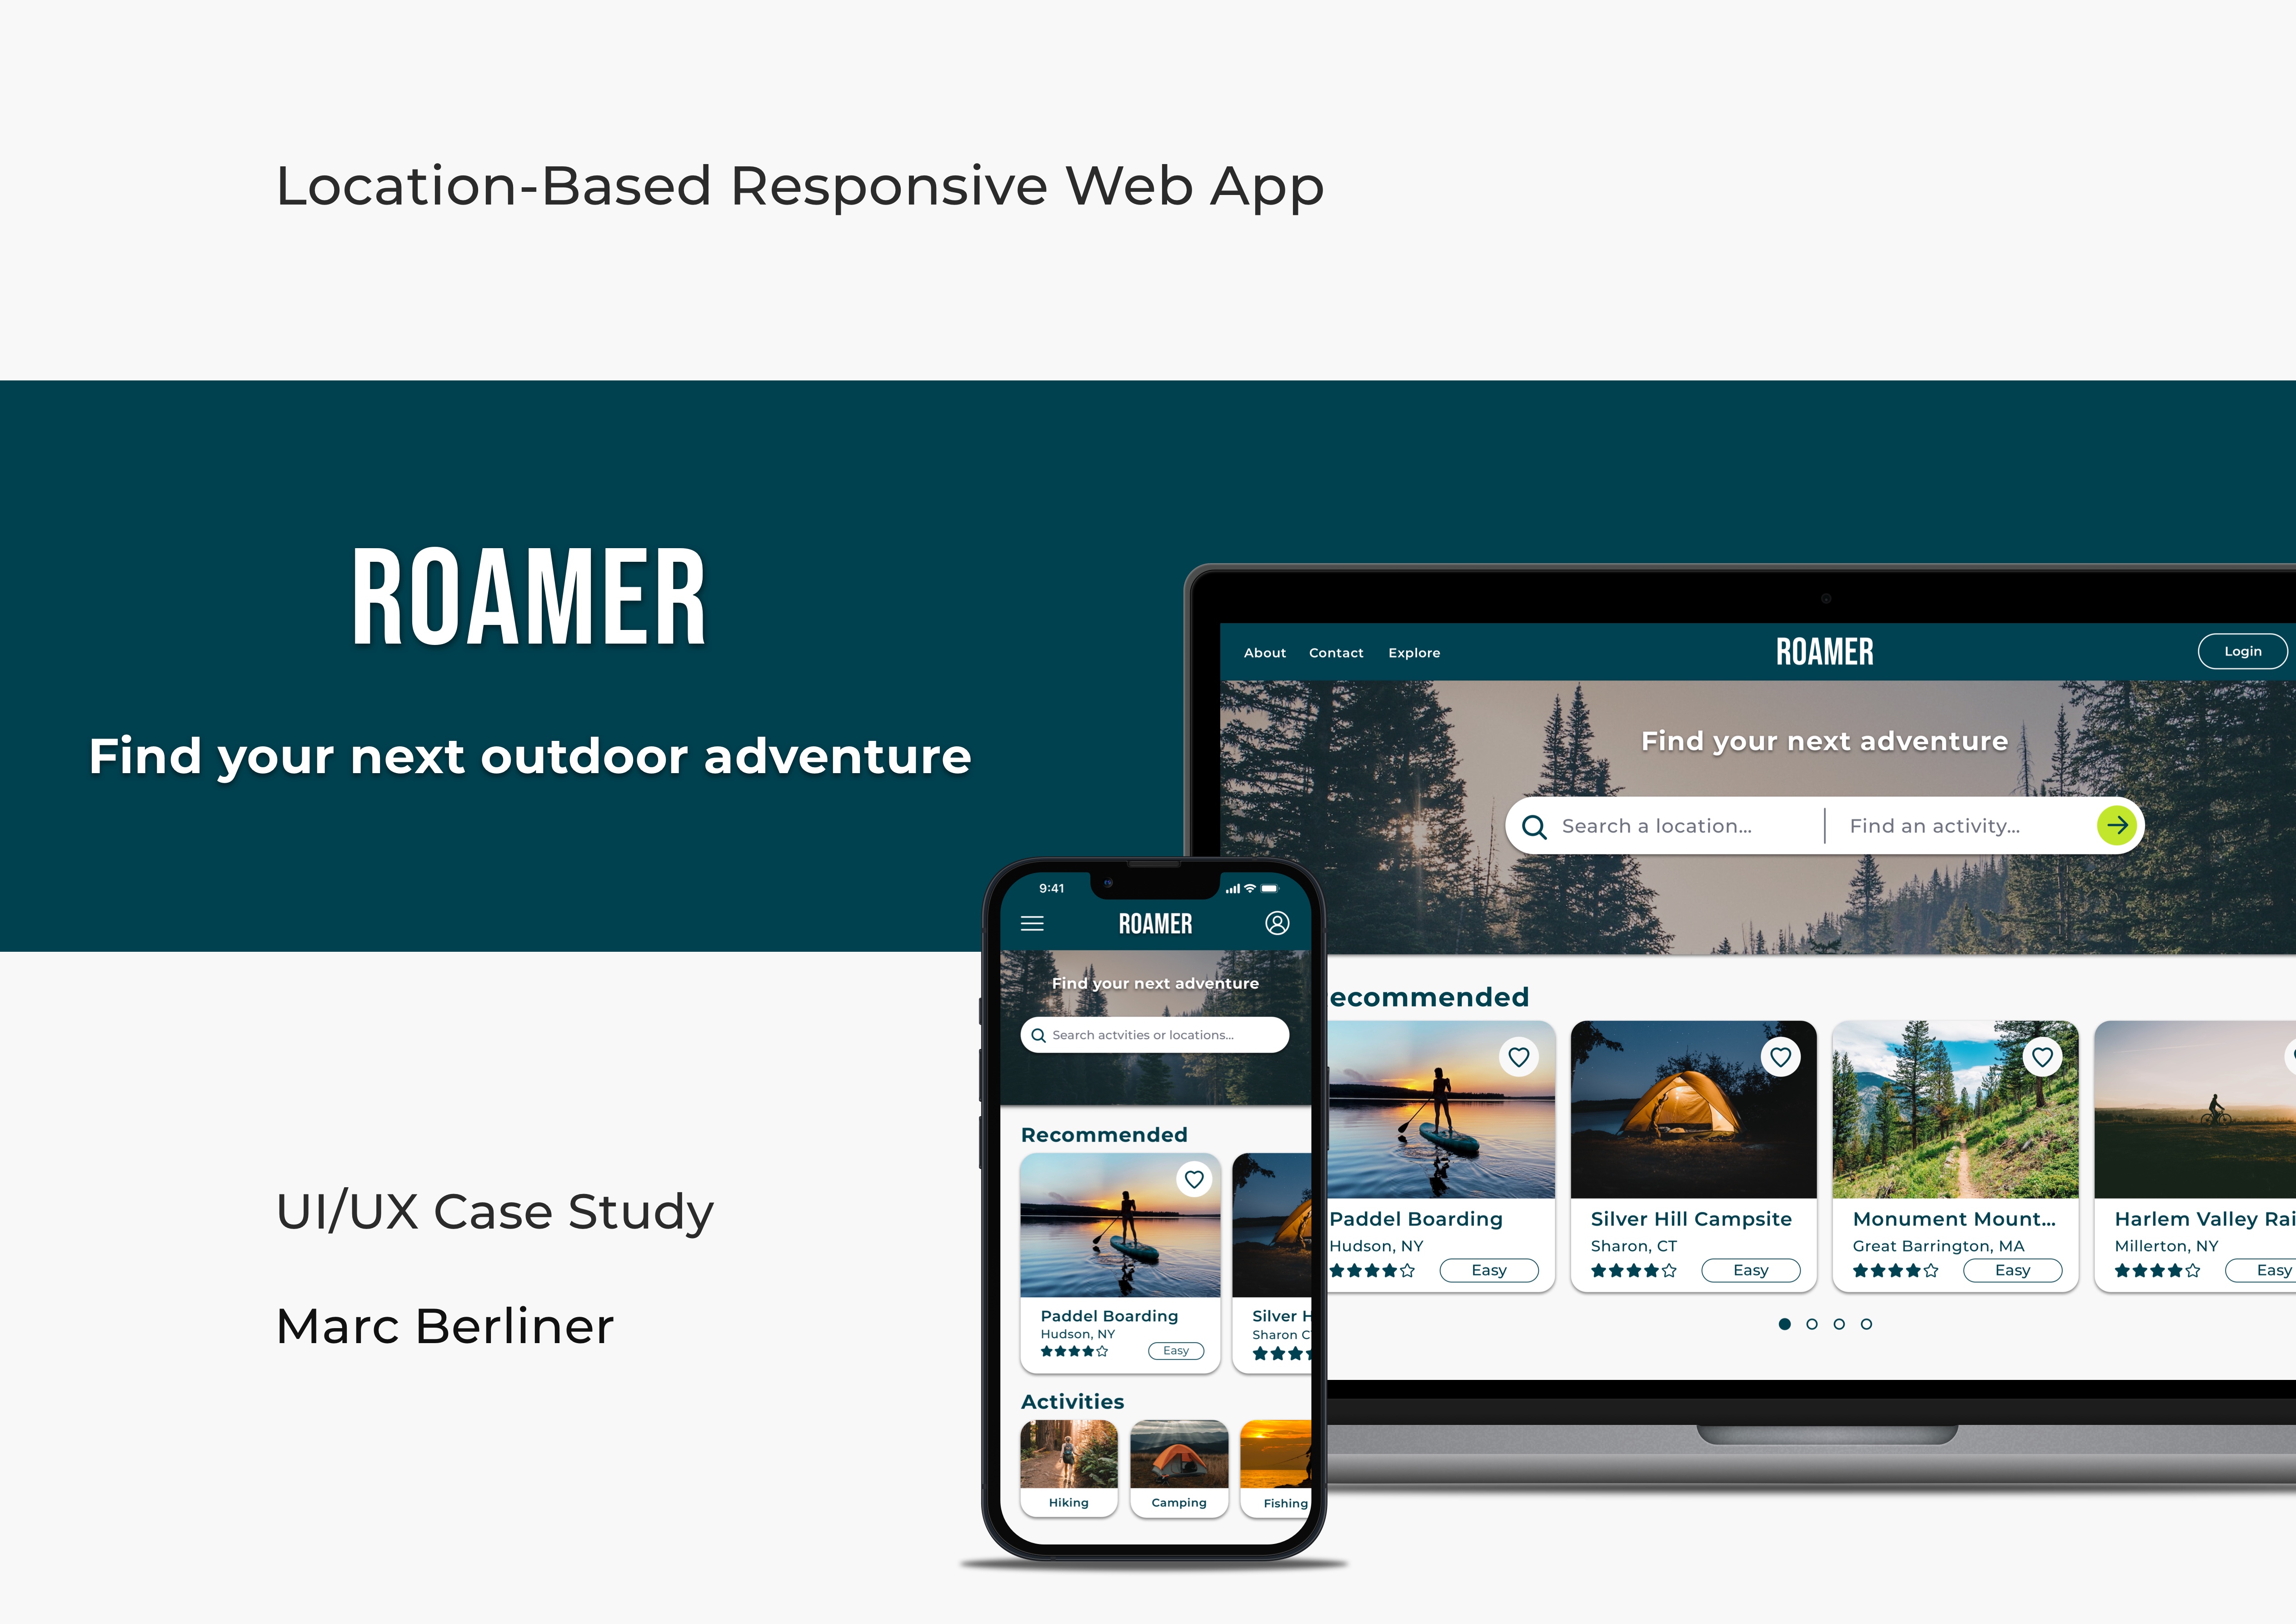 Location-Based Responsive Web App
ROAMER
Find your next outdoor adventure
UI/UX Case Study
Marc Berliner
About Contact Explore ROAMER Login
Find your next adventure
Search a location... Find an activity...
ecommended
Paddel Boarding
Hudson, NY
Easy
Silver Hill Campsite
Sharon, CT
Easy
Monument Mount...
Great Barrington, MA
Easy
Harlem Valley Rai
Millerton, NY
Easy
9:41
ROAMER
Find your next adventure
Search actvities or locations...
Recommended
Paddel Boarding
Hudson, NY
Easy
Silver H
Sharon C
Activities
Hiking
Camping
Fishing